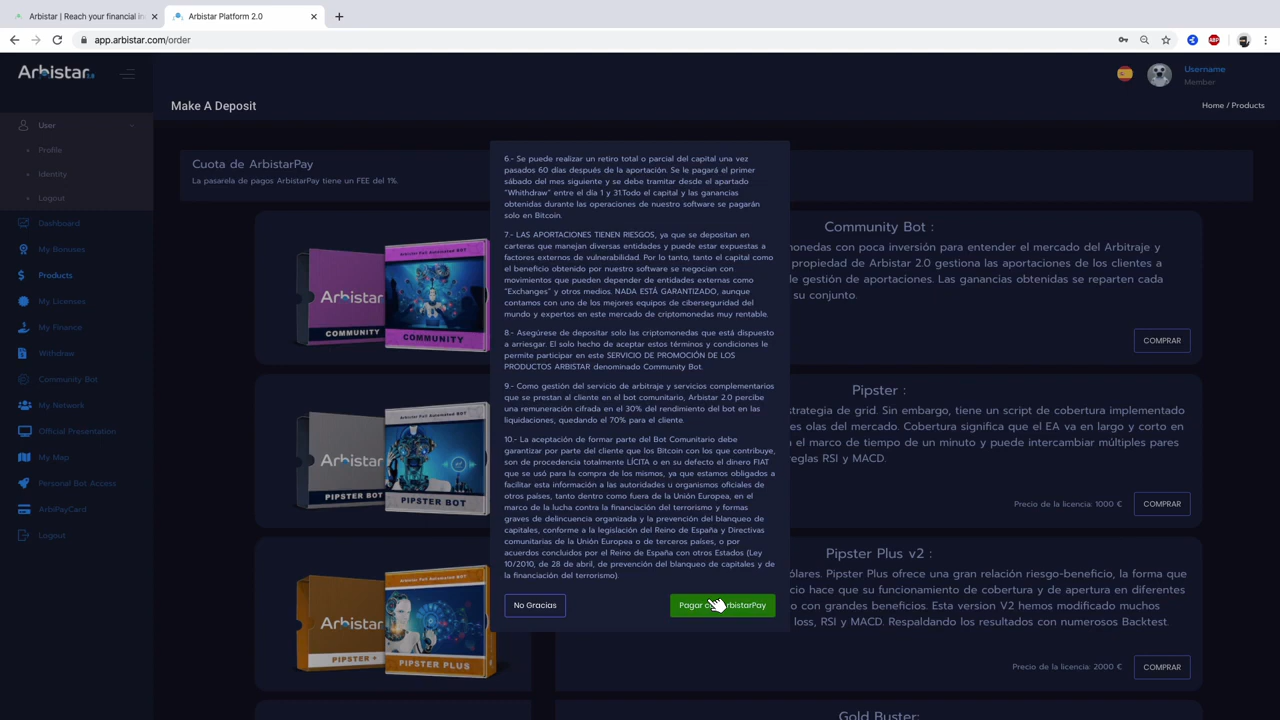 Arbistar | Reach your financial in
Arbistar Platform 2.0
app.arbistar.com/order
ABP
Arbistar 2.0
Username
Member
Make A Deposit
Home / Products
User
Profile
Identity
Logout
Dashboard
My Bonuses
Products
My Licenses
My Finance
Withdraw
Community Bot
My Network
Official Presentation
My Map
Personal Bot Access
ArbiPayCard
Logout
Cuota de ArbistarPay
La pasarela de pagos ArbistarPay tiene un FEE del 1%.
6.- Se puede realizar un retiro total o parcial del capital una vez
pasados 60 días después de la aportación. Se le pagará el primer
sábado del mes siguiente y se debe tramitar desde el apartado
"Whithdraw" entre el día 1 y 31.Todo el capital y las ganancias
obtenidas durante las operaciones de nuestro software se pagarán
solo en Bitcoin.
7.- LAS APORTACIONES TIENEN RIESGOS, ya que se depositan en
carteras que manejan diversas entidades y puede estar expuestas a
factores externos de vulnerabilidad. Por lo tanto, tanto el capital como
el beneficio obtenido por nuestro software se negocian con
movimientos que pueden depender de entidades externas como
"Exchanges" y otros medios. NADA ESTÁ GARANTIZADO, aunque
contamos con uno de los mejores equipos de ciberseguridad del
mundo y expertos en este mercado de criptomonedas muy rentable.
8.- Asegúrese de depositar solo las criptomonedas que está dispuesto
a arriesgar. El solo hecho de aceptar estos términos y condiciones le
permite participar en este SERVICIO DE PROMOCIÓN DE LOS
PRODUCTOS ARBISTAR denominado Community Bot.
9.- Como gestión del servicio de arbitraje y servicios complementarios
que se prestan al cliente en el bot comunitario, Arbistar 2.0 percibe
una remuneración cifrada en el 30% del rendimiento del bot en las
liquidaciones, quedando el 70% para el cliente.
10.- La aceptación de formar parte del Bot Comunitario debe
garantizar por parte del cliente que los Bitcoin con los que contribuye,
son de procedencia totalmente LÍCITA o en su defecto el dinero FIAT
que se usó para la compra de los mismos, ya que estamos obligados a
facilitar esta información a las autoridades u organismos oficiales de
otros países, tanto dentro como fuera de la Unión Europea, en el
marco de la lucha contra la financiación del terrorismo y formas
graves de delincuencia organizada y la prevención del blanqueo de
capitales, conforme a la legislación del Reino de España y Directivas
comunitarias de la Unión Europea o de terceros países, o por
acuerdos concluidos por el Reino de España con otros Estados (Ley
10/2010, de 28 de abril, de prevención del blanqueo de capitales y de
la financiación del terrorismo).
No Gracias
Pagar ArbistarPay
Arbistar
COMMUNITY
Arbistar Full Automated BOT
COMMUNITY
Community Bot :
monedas con poca inversión para entender el mercado del Arbitraje y
propiedad de Arbistar 2.0 gestiona las aportaciones de los clientes a
de gestión de aportaciones. Las ganancias obtenidas se reparten cada
su conjunto.
COMPRAR
Arbistar
PIPSTER BOT
Arbistar Full Automated BOT
PIPSTER BOT
Pipster :
strategia de grid. Sin embargo, tiene un script de cobertura implementado
olas del mercado. Cobertura significa que el EA va en largo y corto en
el marco de tiempo de un minuto y puede intercambiar múltiples pares
reglas RSI y MACD.
Precio de la licencia: 1000 €
COMPRAR
Arbistar
PIPSTER +
Arbistar Full Automated BOT
PIPSTER PLUS
Pipster Plus v2 :
ólares. Pipster Plus ofrece una gran relación riesgo-beneficio, la forma que
o hace que su funcionamiento de cobertura y de apertura en diferentes
o con grandes beneficios. Esta version V2 hemos modificado muchos
loss, RSI y MACD. Respaldando los resultados con numerosos Backtest.
Precio de la licencia: 2000 €
COMPRAR
Gold Buster: